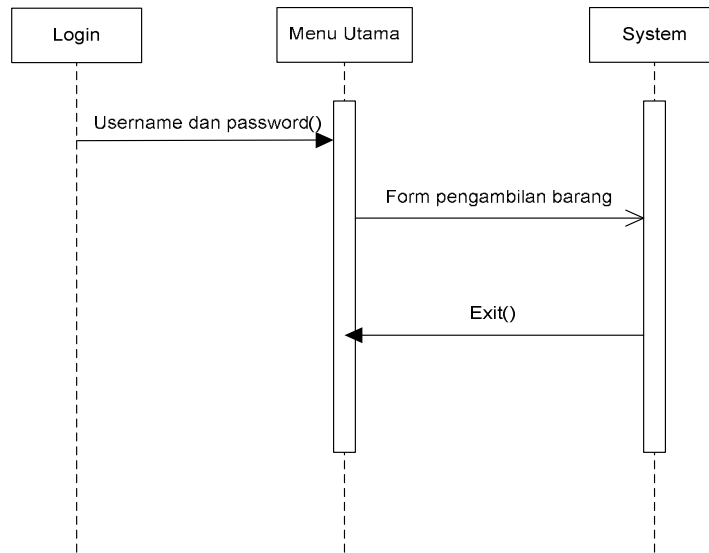 Login
Menu Utama
System
Username dan password()
Form pengambilan barang
Exit()